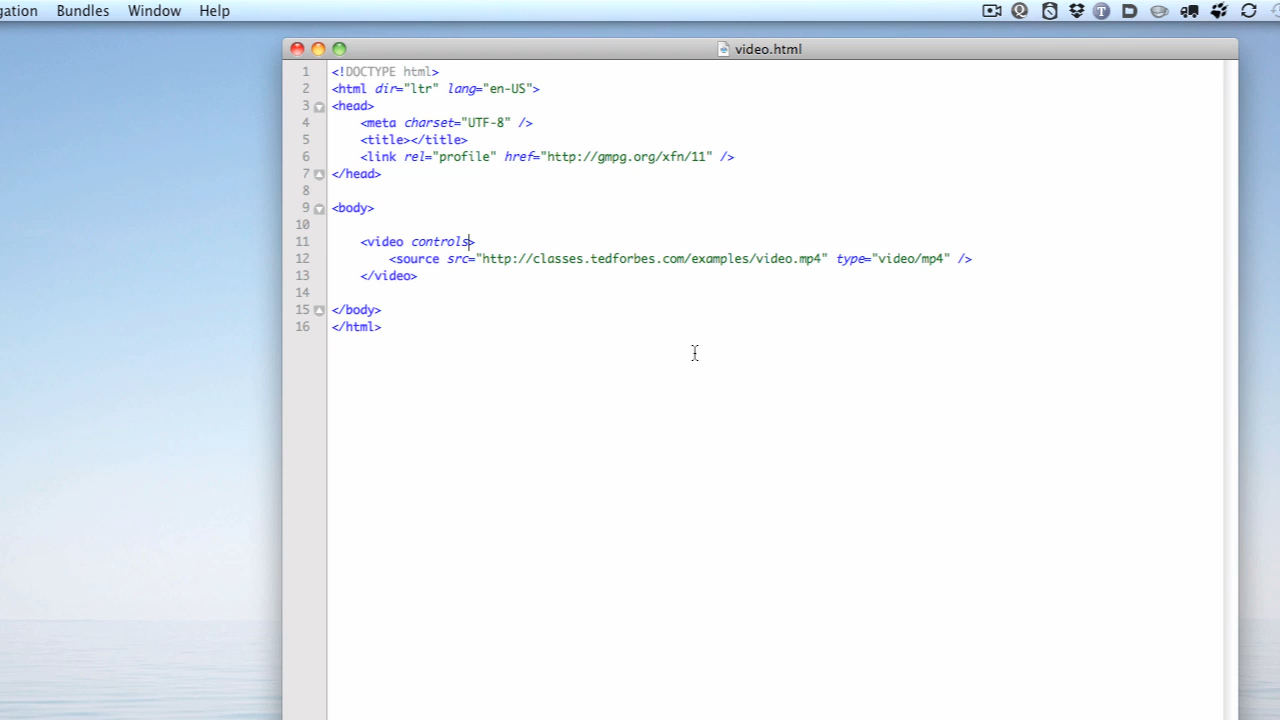 Bundles Window Help
video.html
1 <!DOCTYPE html>
2 <html dir="ltr" lang="en-US">
3 <head>
4 <meta charset="UTF-8" />
5 <title></title>
6 <link rel="profile" href="http://gmpg.org/xfn/11" />
7 </head>
8
9 <body>
10
11 <video controls>
12 <source src="http://classes.tedforbes.com/examples/video.mp4" type="video/mp4" />
13 </video>
14
15 </body>
16 </html>